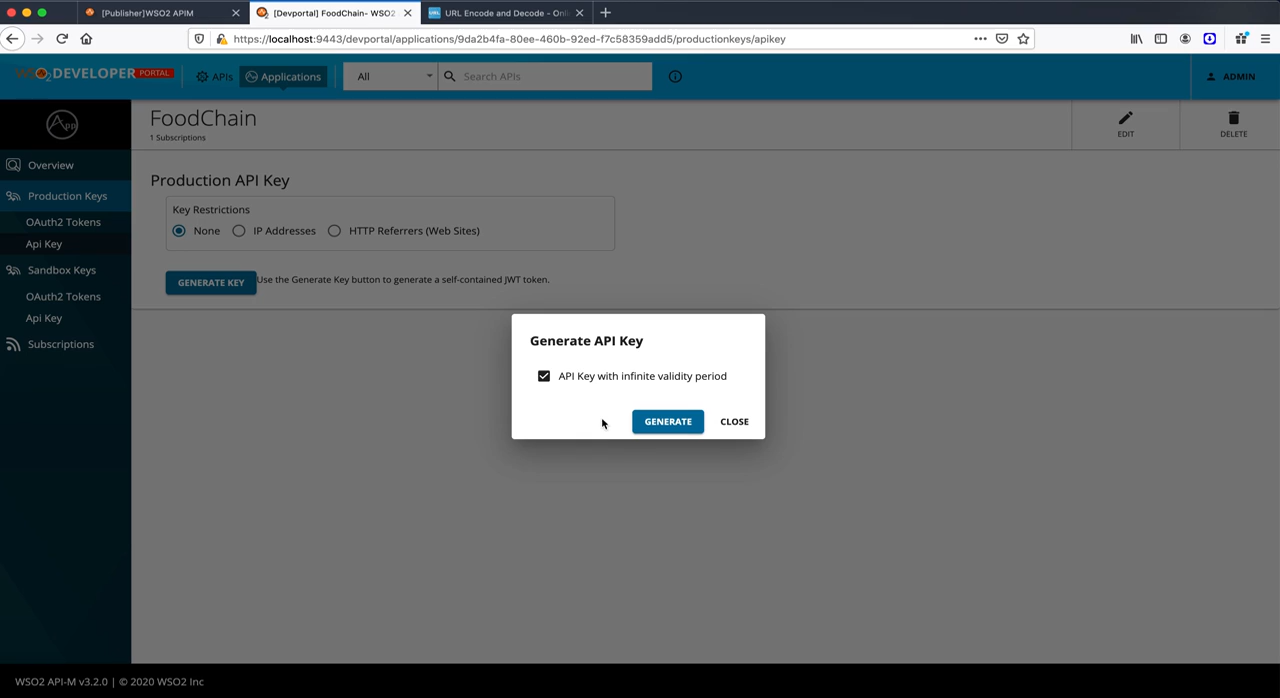 [Publisher]WSO2 APIM
[Devportal] FoodChain- WSO2
URL Encode and Decode - Onli
https://localhost:9443/devportal/applications/9da2b4fa-80ee-460b-92ed-f7c58359add5/productionkeys/apikey
WSO2 DEVELOPER PORTAL
APIs
Applications
All
Search APIs
ADMIN
App
FoodChain
1 Subscriptions
EDIT
DELETE
Overview
Production Keys
OAuth2 Tokens
Api Key
Sandbox Keys
OAuth2 Tokens
Api Key
Subscriptions
Production API Key
Key Restrictions
None
IP Addresses
HTTP Referrers (Web Sites)
GENERATE KEY
Use the Generate Key button to generate a self-contained JWT token.
Generate API Key
API Key with infinite validity period
GENERATE
CLOSE
WSO2 API-M v3.2.0 | © 2020 WSO2 Inc